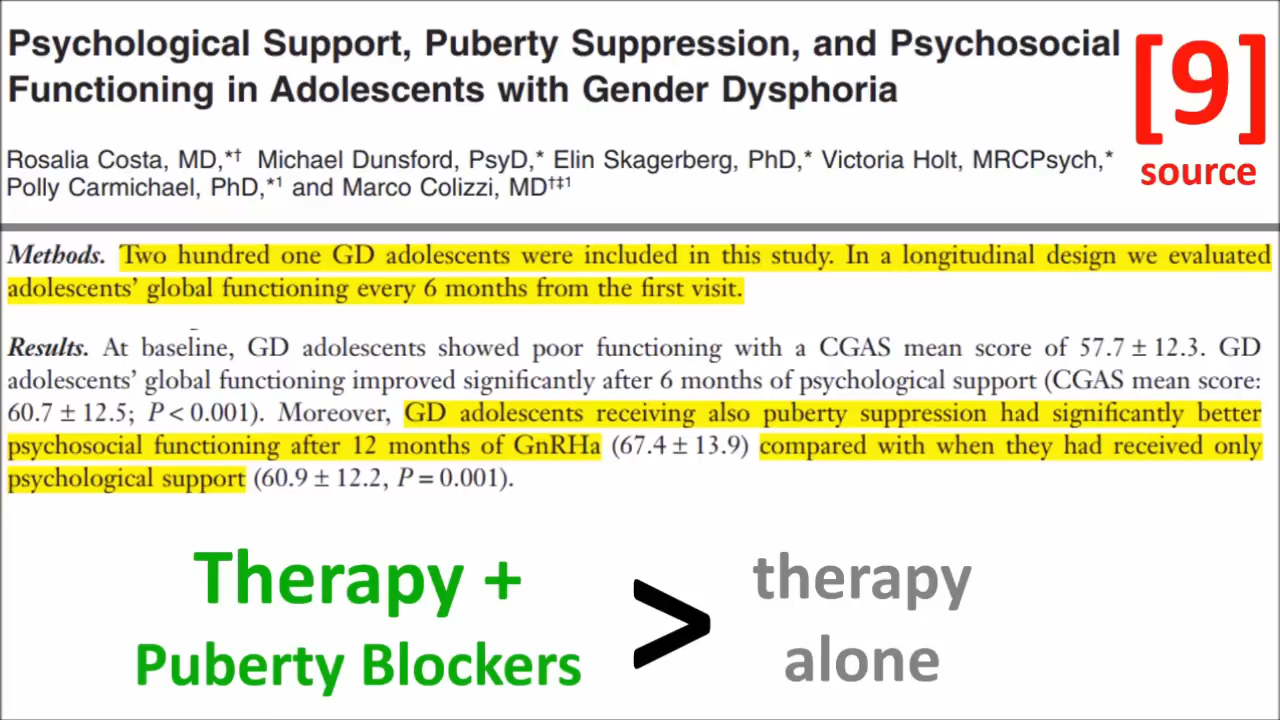 Psychological Support, Puberty Suppression, and Psychosocial
Functioning in Adolescents with Gender Dysphoria
[9]
source
Rosalia Costa, MD,*† Michael Dunsford, PsyD,* Elin Skagerberg, PhD,* Victoria Holt, MRCPsych,*
Polly Carmichael, PhD,*¹ and Marco Colizzi, MD†‡¹
Methods. Two hundred one GD adolescents were included in this study. In a longitudinal design we evaluated
adolescents’ global functioning every 6 months from the first visit.
Results. At baseline, GD adolescents showed poor functioning with a CGAS mean score of 57.7 ± 12.3. GD
adolescents’ global functioning improved significantly after 6 months of psychological support (CGAS mean score:
60.7 ± 12.5; P < 0.001). Moreover, GD adolescents receiving also puberty suppression had significantly better
psychosocial functioning after 12 months of GnRHa (67.4 ± 13.9) compared with when they had received only
psychological support (60.9 ± 12.2, P = 0.001).
Therapy +
Puberty Blockers
>
therapy
alone